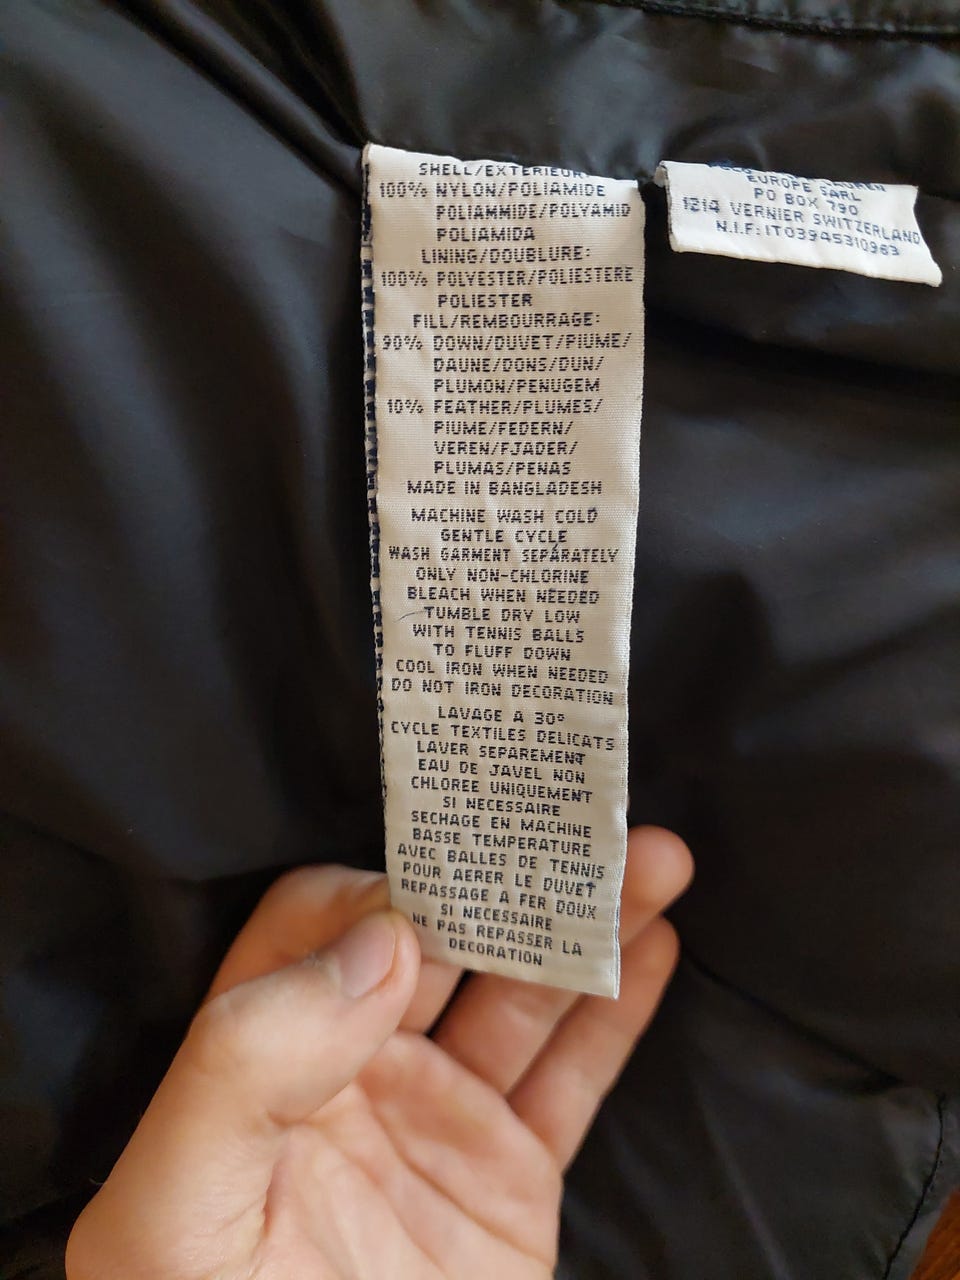 SHELL/EXTERIEUR:
100% NYLON/POLIAMIDE
POLIAMMIDE/POLYAMID
POLIAMIDA
LINING/DOUBLURE:
100% POLYESTER/POLIESTERE
POLIESTER
FILL/REMBOURRAGE:
90% DOWN/DUVET/PIUME/
DAUNE/DONS/DUN/
PLUMON/PENUGEM
10% FEATHER/PLUMES/
PIUME/FEDERN/
VEREN/FJADER/
PLUMAS/PENAS
MADE IN BANGLADESH
MACHINE WASH COLD
GENTLE CYCLE
WASH GARMENT SEPARATELY
ONLY NON-CHLORINE
BLEACH WHEN NEEDED
TUMBLE DRY LOW
WITH TENNIS BALLS
TO FLUFF DOWN
COOL IRON WHEN NEEDED
DO NOT IRON DECORATION
LAVAGE A 30°
CYCLE TEXTILES DELICATS
LAVER SEPAREMENT
EAU DE JAVEL NON
CHLOREE UNIQUEMENT
SI NECESSAIRE
SECHAGE EN MACHINE
BASSE TEMPERATURE
AVEC BALLES DE TENNIS
POUR AERER LE DUVET
REPASSAGE A FER DOUX
SI NECESSAIRE
NE PAS REPASSER LA
DECORATION
EUROPE SARL
PO BOX 790
1214 VERNIER SWITZERLAND
N.I.F: IT03945310963